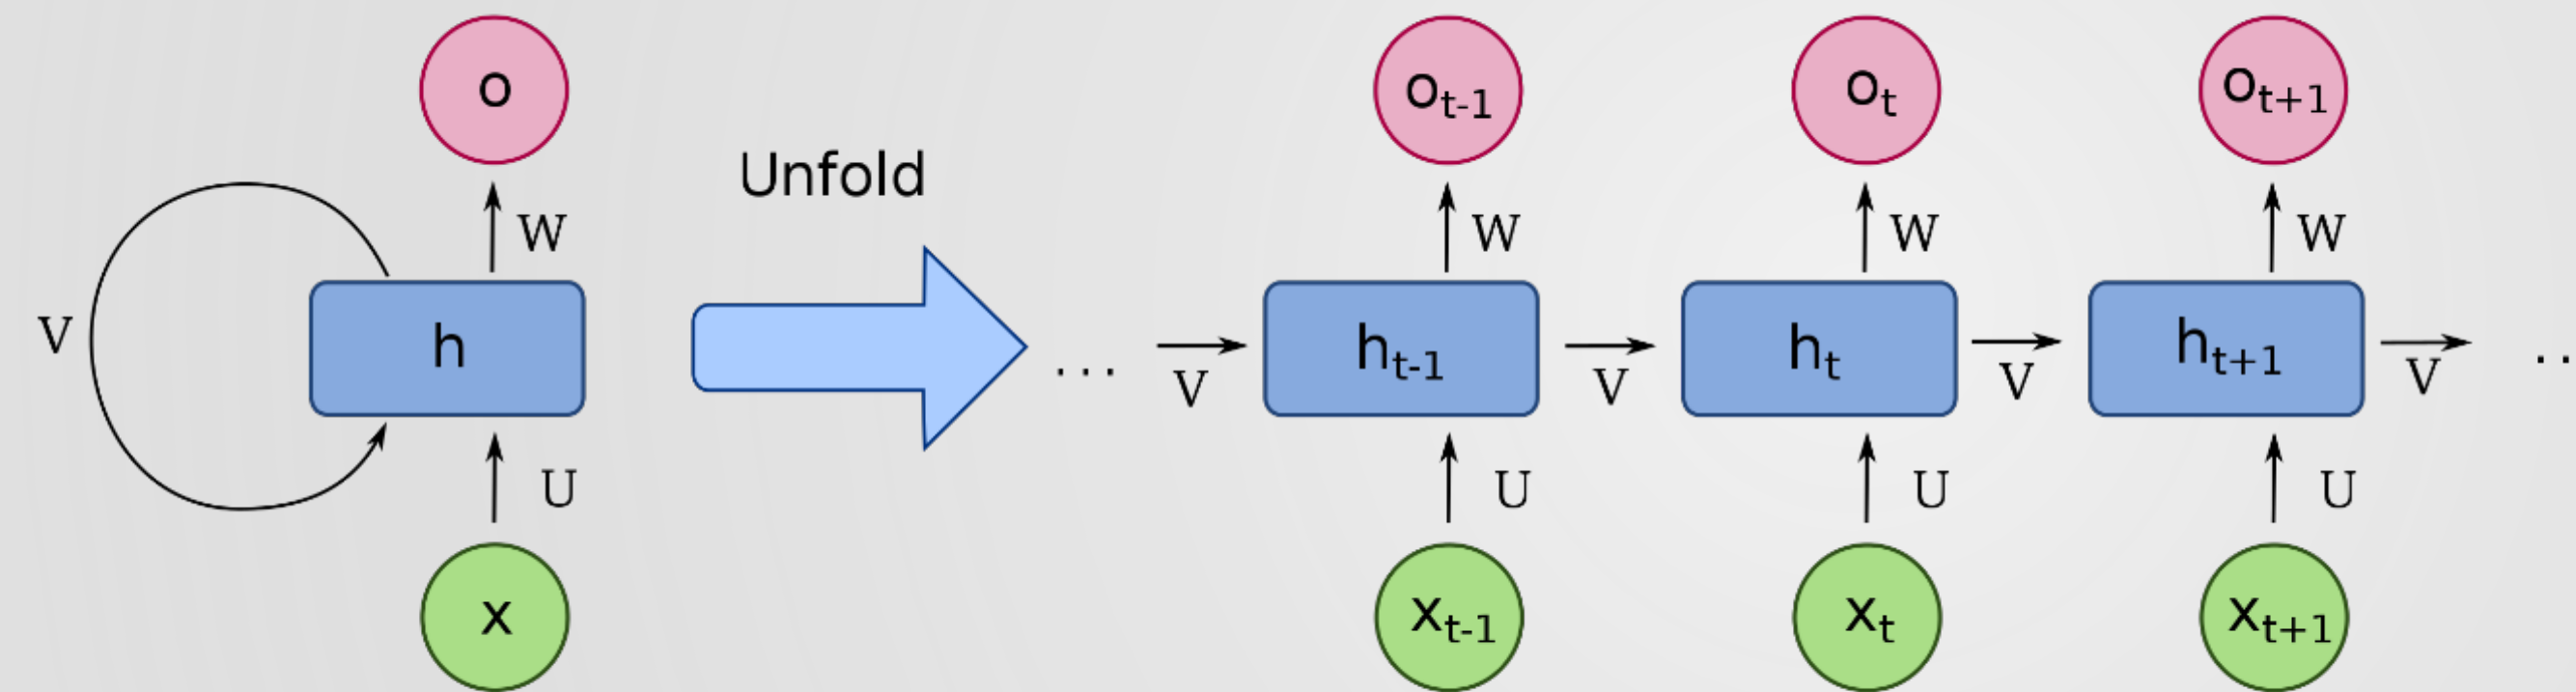 o
Unfold
W
V
h
U
x
o_t-1 o_t o_t+1
W W W
... V h_t-1 V h_t V h_t+1 V ..
U U U
x_t-1 x_t x_t+1